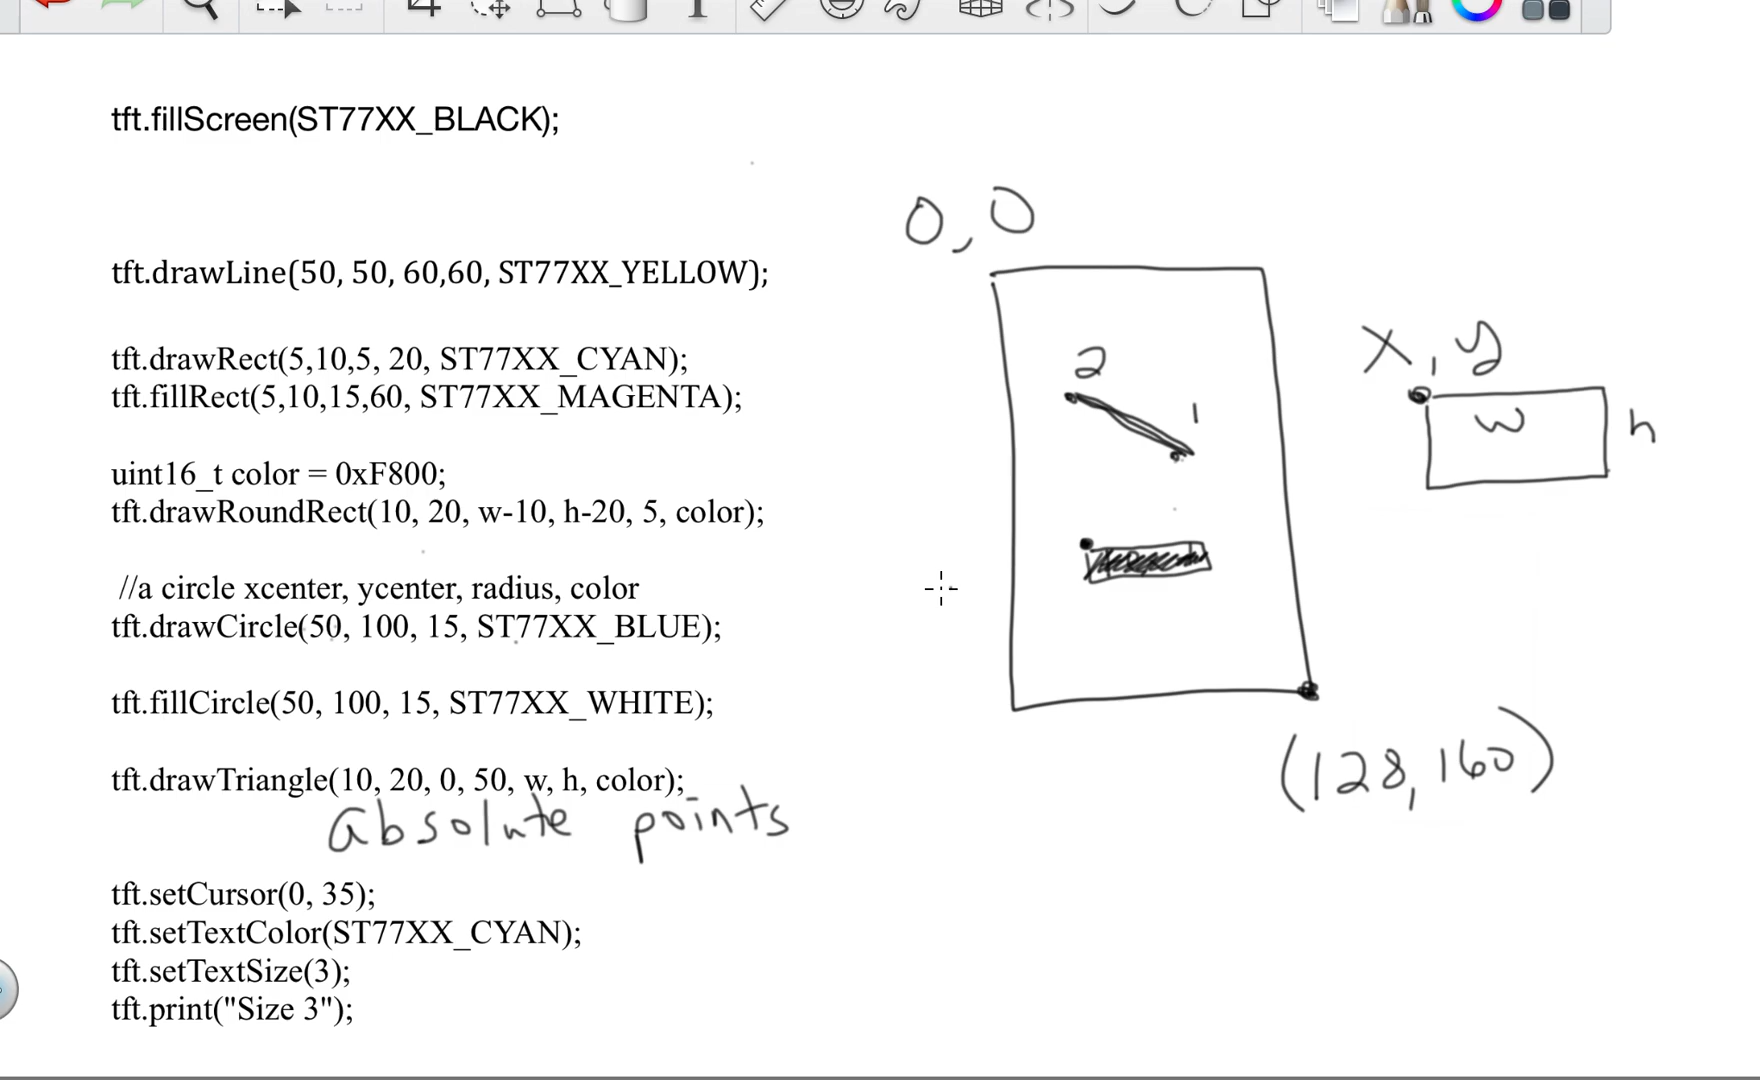 tft.fillScreen(ST77XX_BLACK);
0,0
tft.drawLine(50, 50, 60,60, ST77XX_YELLOW);
tft.drawRect(5,10,5, 20, ST77XX_CYAN);
tft.fillRect(5,10,15,60, ST77XX_MAGENTA);
2
1
x, y
w
h
uint16_t color = 0xF800;
tft.drawRoundRect(10, 20, w-10, h-20, 5, color);
//a circle xcenter, ycenter, radius, color
tft.drawCircle(50, 100, 15, ST77XX_BLUE);
tft.fillCircle(50, 100, 15, ST77XX_WHITE);
(128,160)
tft.drawTriangle(10, 20, 0, 50, w, h, color);
absolute points
tft.setCursor(0, 35);
tft.setTextColor(ST77XX_CYAN);
tft.setTextSize(3);
tft.print("Size 3");